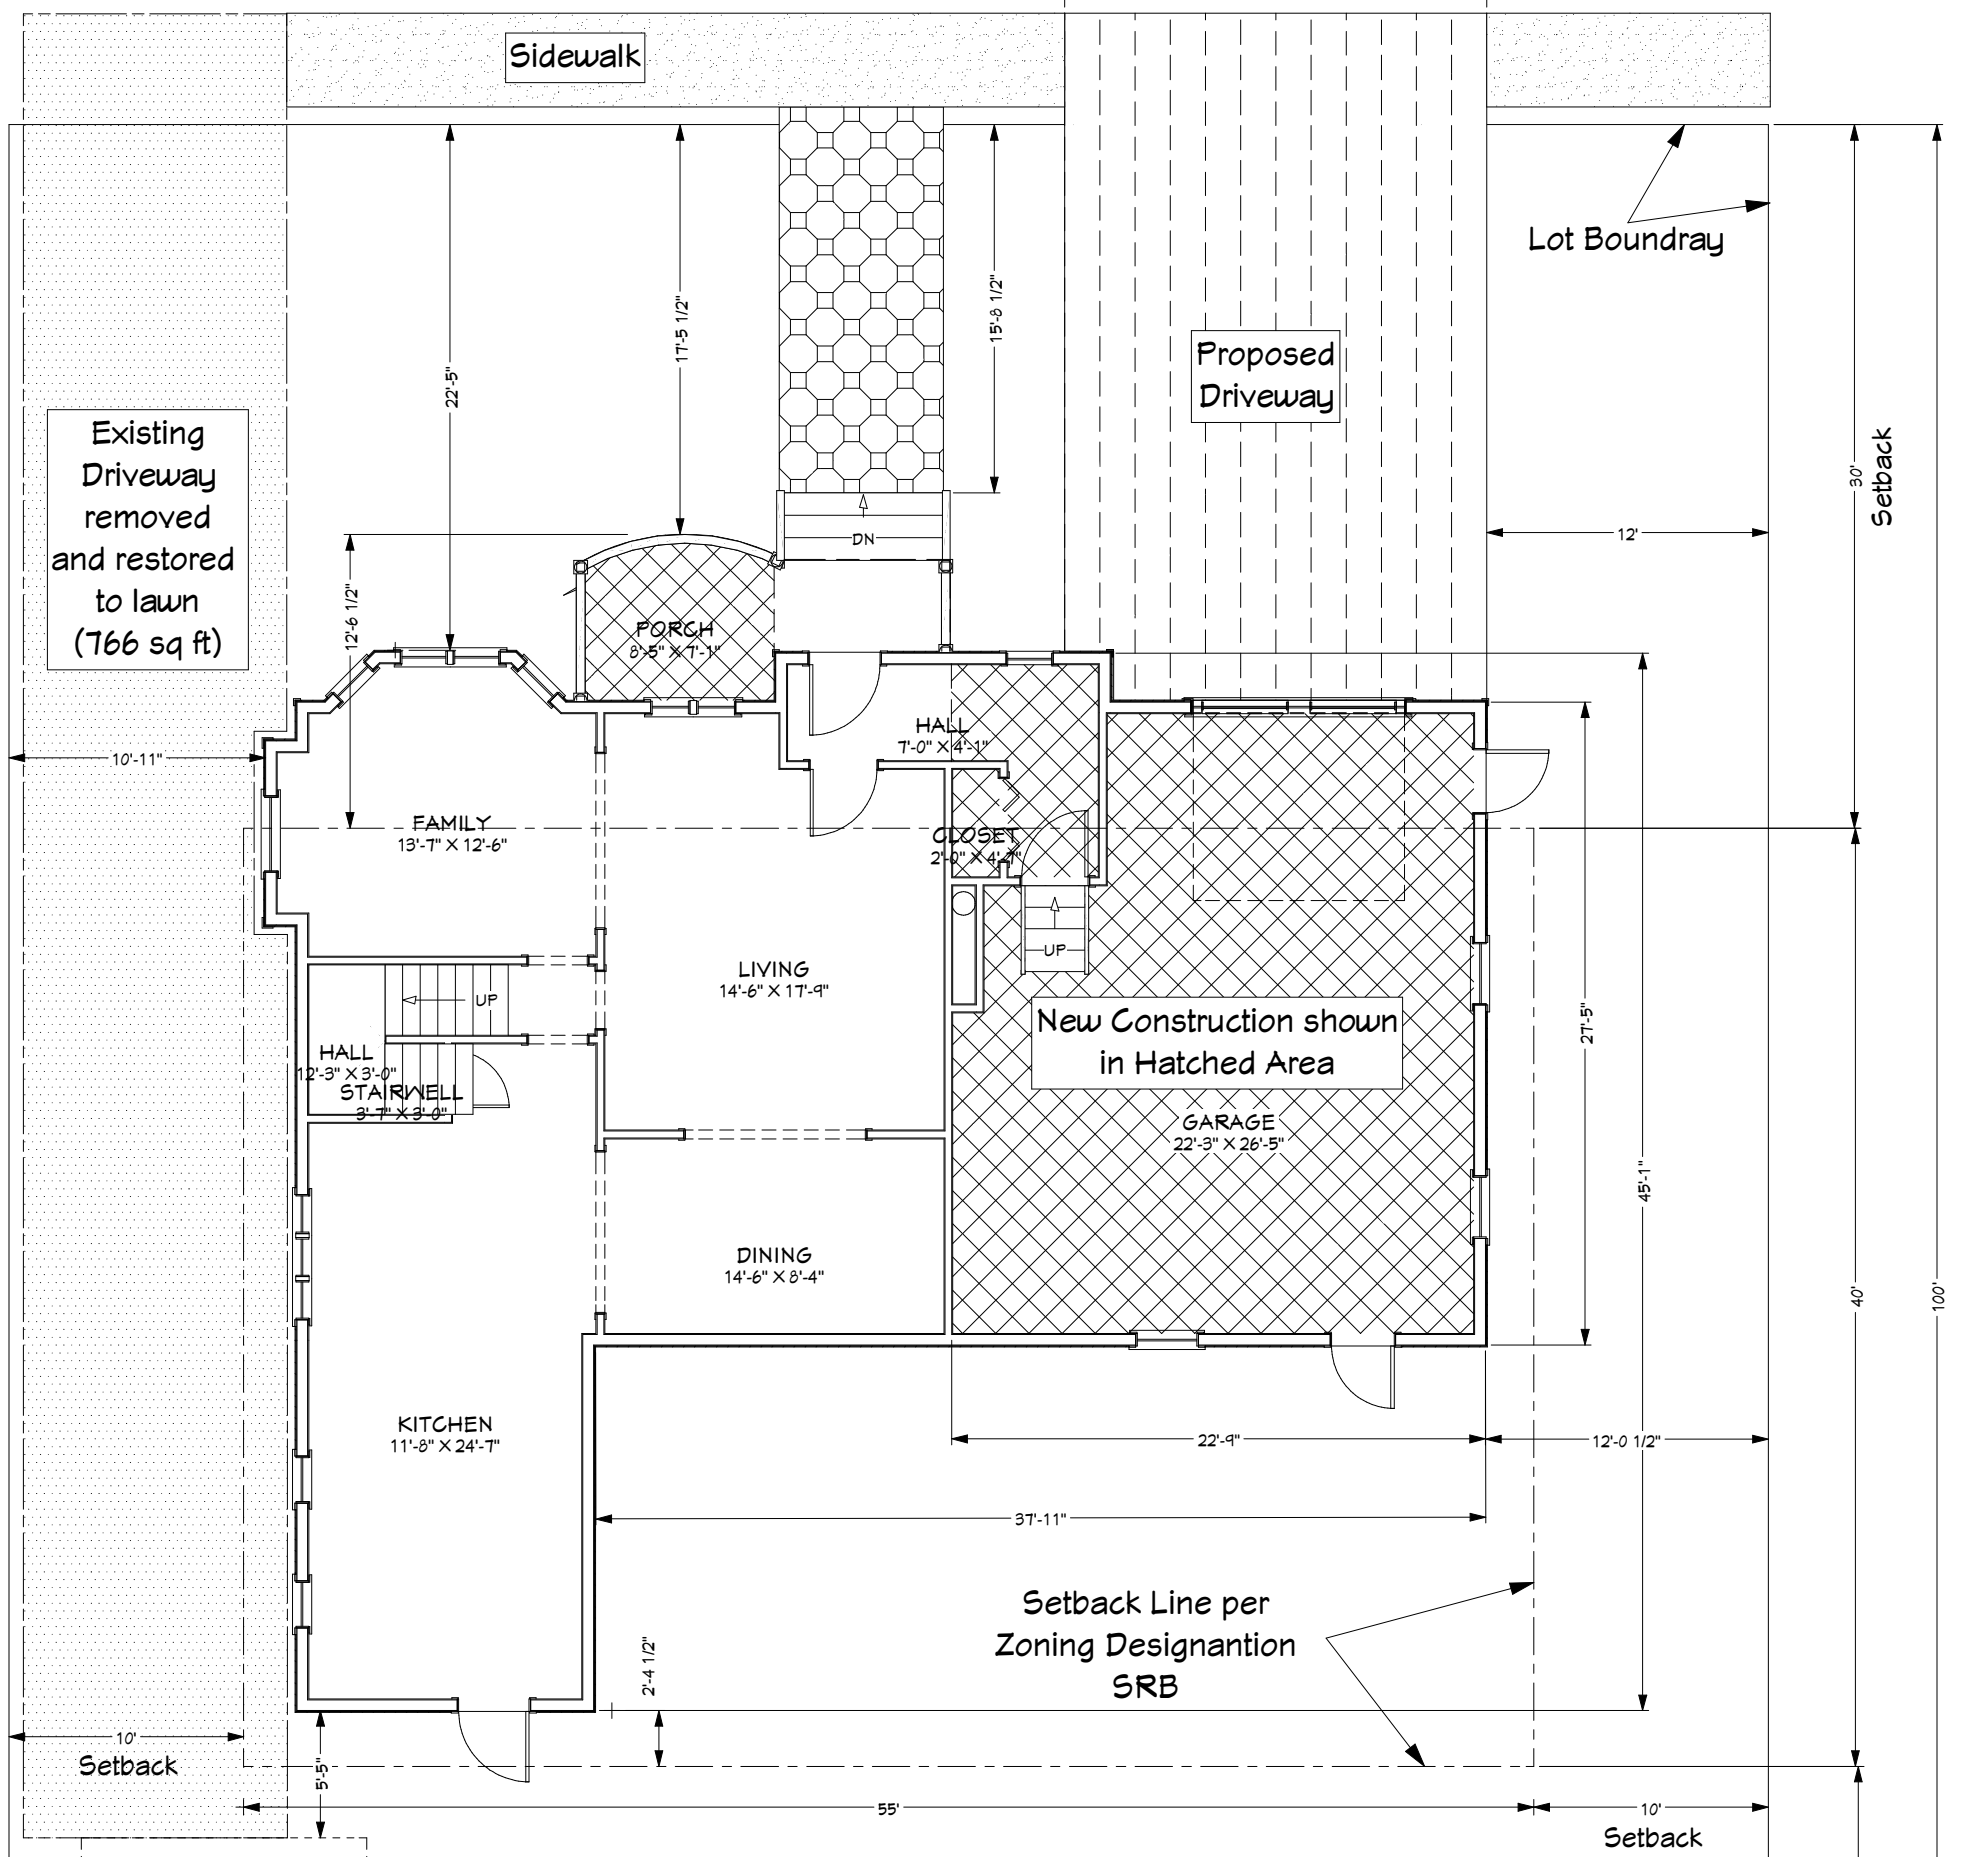 Sidewalk
Lot Boundray
Proposed
Driveway
Existing
Driveway
removed
and restored
to lawn
(766 sq ft)
22'-5"
17'-5 1/2"
15'-8 1/2"
30'
Setback
12'
DN
12'-6 1/2"
PORCH
8'-5" X 7'-1"
10'-11"
HALL
7'-0" X 4'-1"
FAMILY
13'-7" X 12'-6"
CLOSET
2'-0" X 4'-7"
UP
LIVING
14'-6" X 17'-9"
UP
New Construction shown
in Hatched Area
27'-5"
HALL
12'-3" X 3'-0"
STAIRWELL
3'-7" X 3'-0"
GARAGE
22'-3" X 26'-5"
45'-1"
DINING
14'-6" X 8'-4"
40'
100'
KITCHEN
11'-8" X 24'-7"
22'-9"
12'-0 1/2"
37'-11"
Setback Line per
Zoning Designantion
SRB
2'-4 1/2"
10'
Setback
5'-5"
55'
10'
Setback